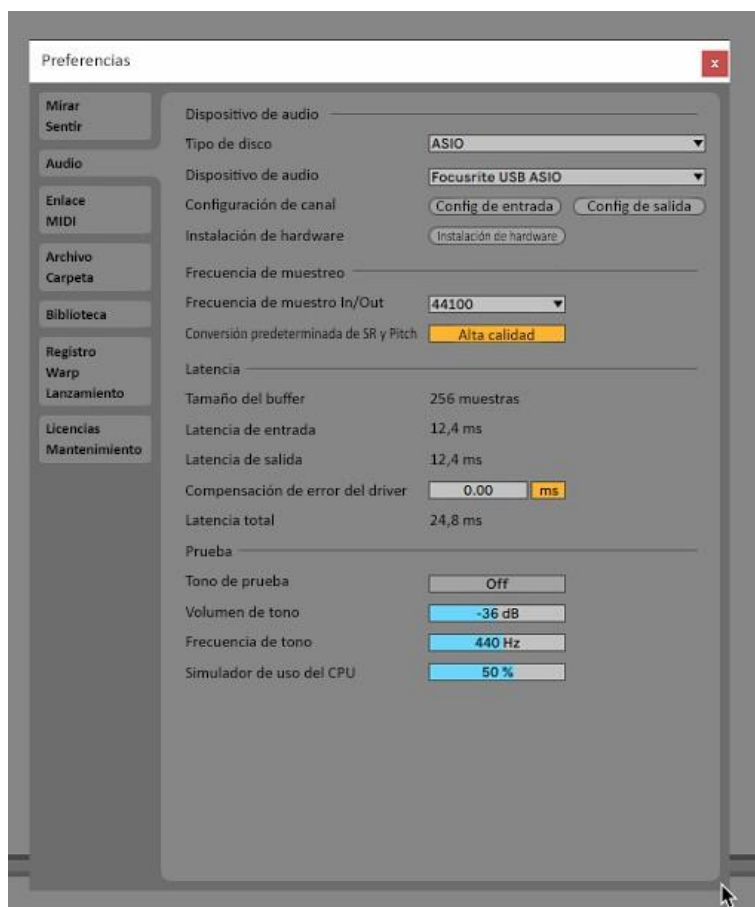 Preferencias
x
Mirar
Sentir
Audio
Enlace
MIDI
Archivo
Carpeta
Biblioteca
Registro
Warp
Lanzamiento
Licencias
Mantenimiento
Dispositivo de audio
Tipo de disco ASIO
Dispositivo de audio Focusrite USB ASIO
Configuración de canal Config de entrada Config de salida
Instalación de hardware Instalación de hardware
Frecuencia de muestreo
Frecuencia de muestro In/Out 44100
Conversión predeterminada de SR y Pitch Alta calidad
Latencia
Tamaño del buffer 256 muestras
Latencia de entrada 12,4 ms
Latencia de salida 12,4 ms
Compensación de error del driver 0.00 ms
Latencia total 24,8 ms
Prueba
Tono de prueba Off
Volumen de tono -36 dB
Frecuencia de tono 440 Hz
Simulador de uso del CPU 50 %